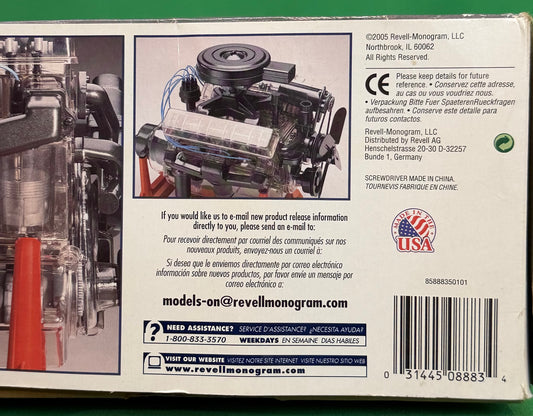 ©2005 Revell-Monogram, LLC
Northbrook, IL 60062
All Rights Reserved.
CE
Please keep details for future
reference. • Conservez cette adresse,
au cas ou vous voudriez nous.
• Verpackung Bitte Fuer SpaeterenRueckfragen
aufbesahren. • Conserve este detalle para
futuros contactos.
Revell-Monogram, LLC
Distributed by Revell AG
Henschelstrasse 20-30 D-32257
Bunde 1, Germany
SCREWDRIVER MADE IN CHINA.
TOURNEVIS FABRIQUE EN CHINE.
MADE IN THE
USA
85888350101
If you would like us to e-mail new product release information
directly to you, please send an e-mail to:
Pour recevoir directement par courriel des communiqués sur nos
nouveaux produits, envoyez-nous un courriel à:
Si desea que le enviemos directamente por correo electrónico
información sobre nuevos productos, por favor envíe un mensaje por
correo electrónico a:
models-on@revellmonogram.com
? NEED ASSISTANCE? SERVICE D'ASSISTANCE? ¿NECESITA AYUDA?
1-800-833-3570 WEEKDAYS EN SEMAINE DIAS HABILES
VISIT OUR WEBSITE VISITEZ NOTRE SITE INTERNET VISITE NUESTRO SITIO WEB
www.revellmonogram.com
0 31445 08883 4